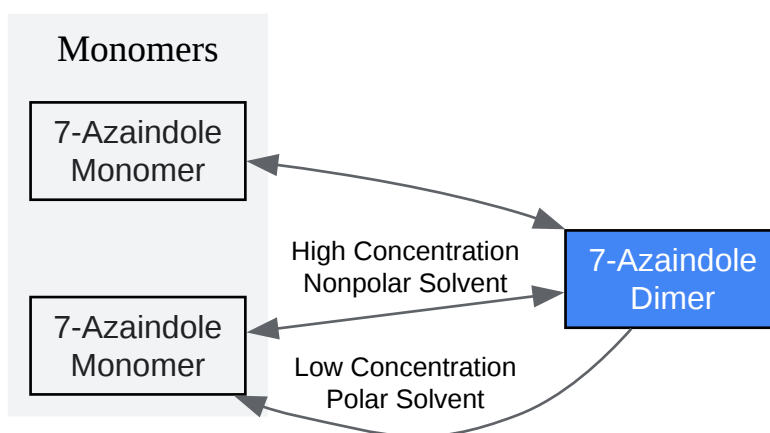 Monomers
7-Azaindole
Monomer
High Concentration
Nonpolar Solvent
7-Azaindole
Dimer
7-Azaindole
Monomer
Low Concentration
Polar Solvent